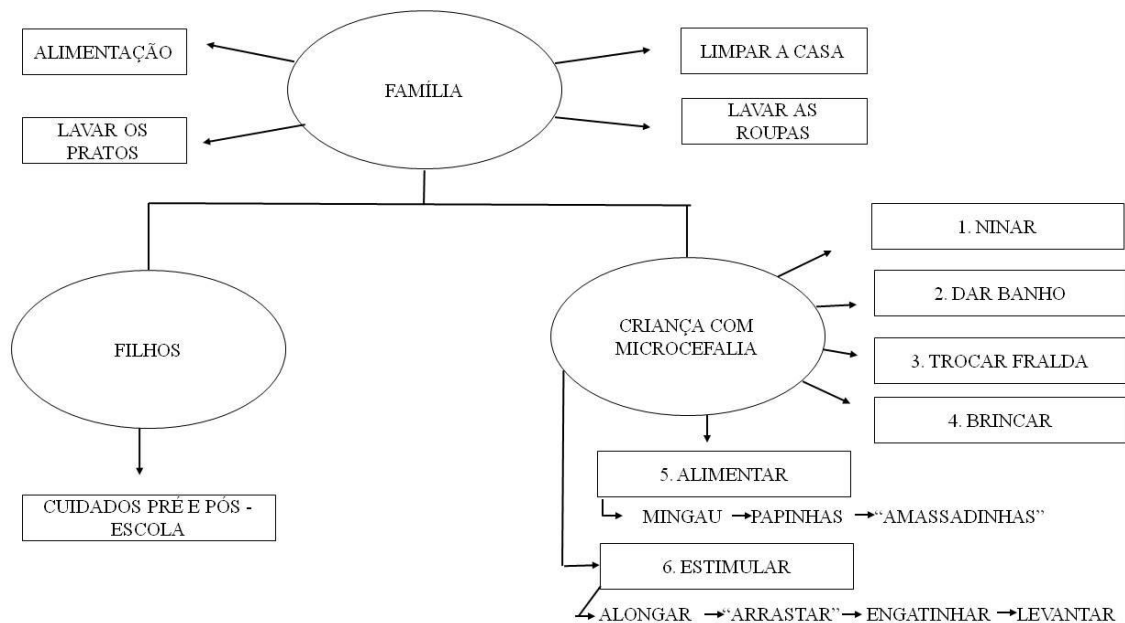 ALIMENTAÇÃO
FAMÍLIA
LIMPAR A CASA
LAVAR OS
PRATOS
LAVAR AS
ROUPAS
FILHOS
CRIANÇA COM
MICROCEFALIA
1. NINAR
2. DAR BANHO
3. TROCAR FRALDA
4. BRINCAR
CUIDADOS PRÉ E PÓS -
ESCOLA
5. ALIMENTAR
MINGAU PAPINHAS “AMASSADINHAS”
6. ESTIMULAR
ALONGAR “ARRASTAR” ENGATINHAR LEVANTAR